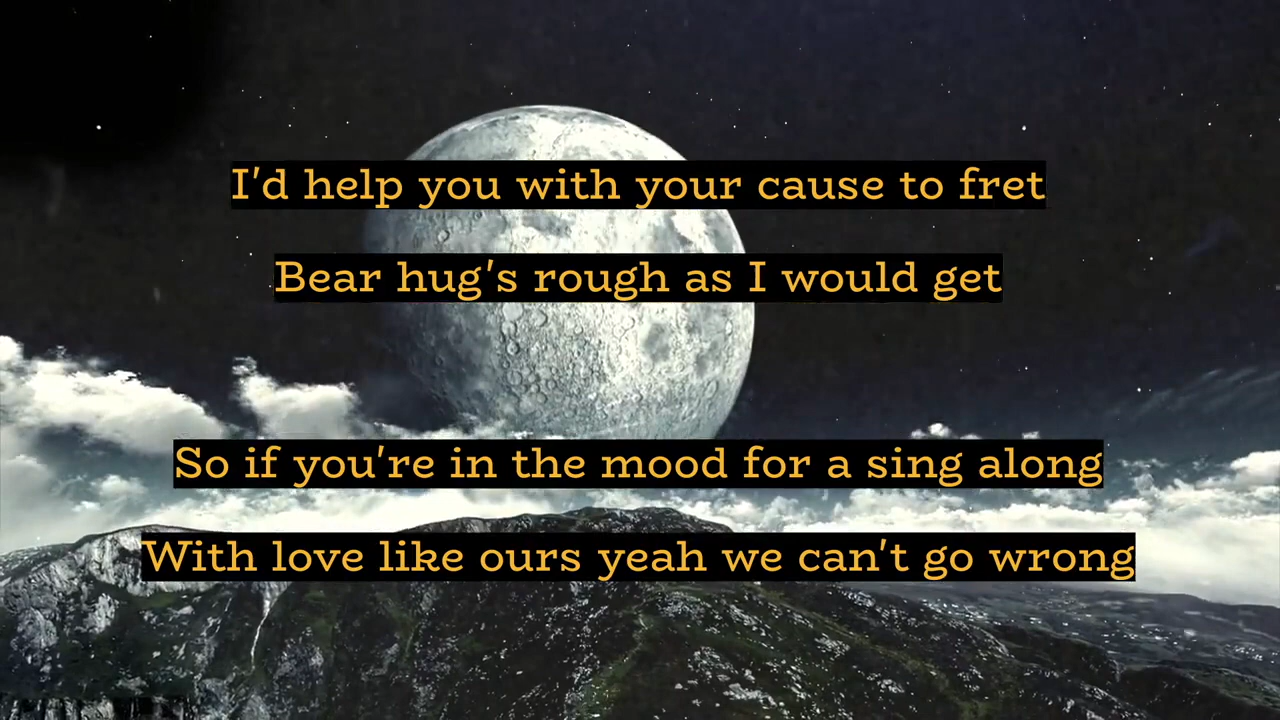 I'd help you with your cause to fret
Bear hug's rough as I would get
So if you're in the mood for a sing along
With love like ours yeah we can't go wrong